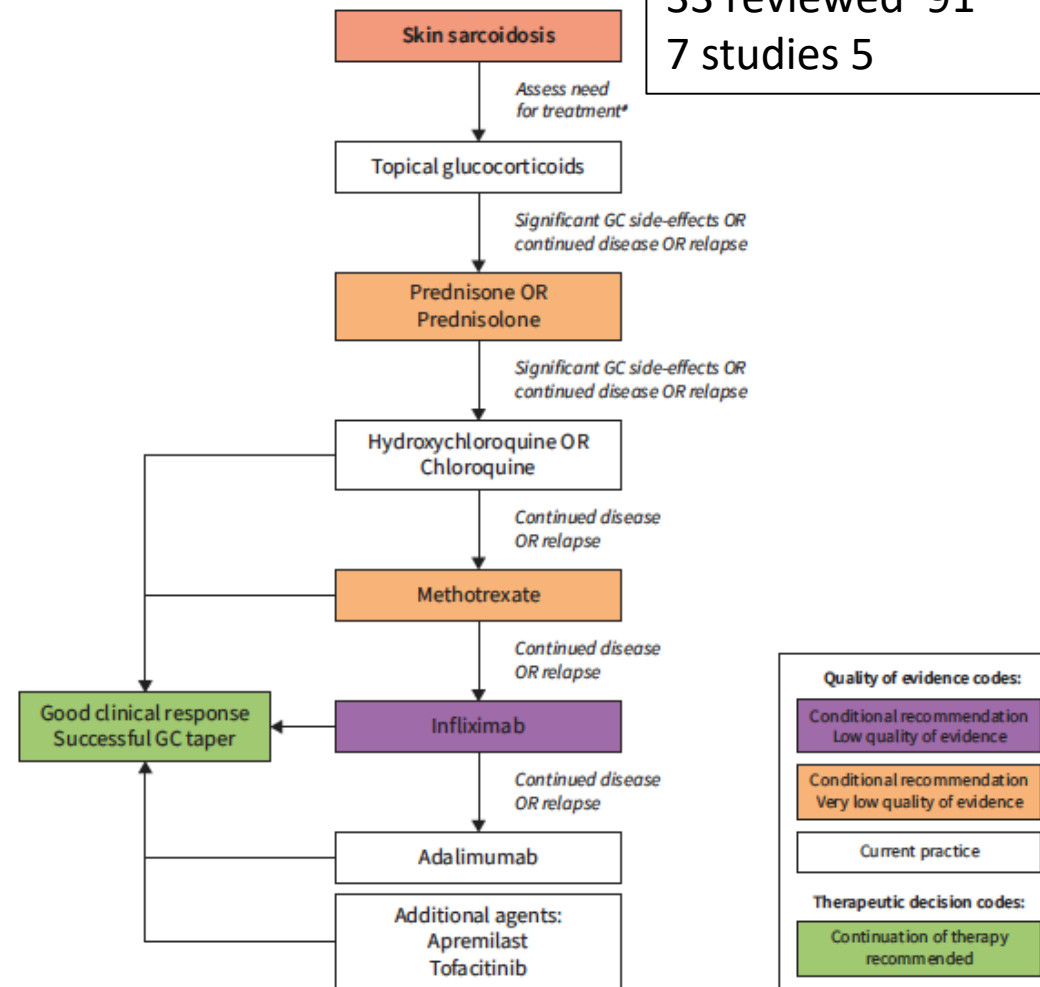 33 reviewed 91
7 studies 5
Skin sarcoidosis
Assess need
for treatment#
Topical glucocorticoids
Significant GC side-effects OR
continued disease OR relapse
Prednisone OR
Prednisolone
Significant GC side-effects OR
continued disease OR relapse
Hydroxychloroquine OR
Chloroquine
Continued disease
OR relapse
Methotrexate
Continued disease
OR relapse
Good clinical response
Successful GC taper
Infliximab
Continued disease
OR relapse
Adalimumab
Additional agents:
Apremilast
Tofacitinib
Quality of evidence codes:
Conditional recommendation
Low quality of evidence
Conditional recommendation
Very low quality of evidence
Current practice
Therapeutic decision codes:
Continuation of therapy
recommended